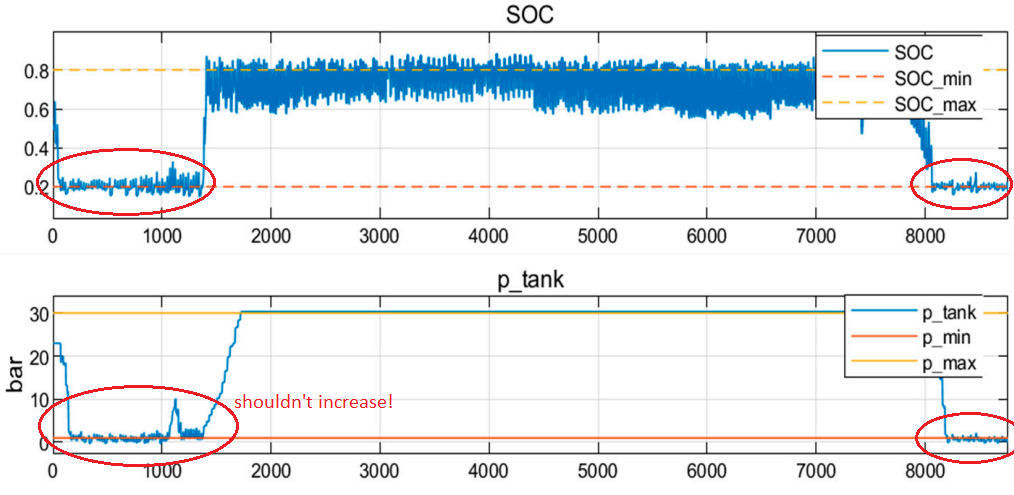 SOC
0.8
0.6
0.4
0.2
SOC
SOC_min
SOC_max
0 1000 2000 3000 4000 5000 6000 7000 8000
p_tank
bar
30
20
10
0
shouldn't increase!
p_tank
p_min
p_max
0 1000 2000 3000 4000 5000 6000 7000 8000